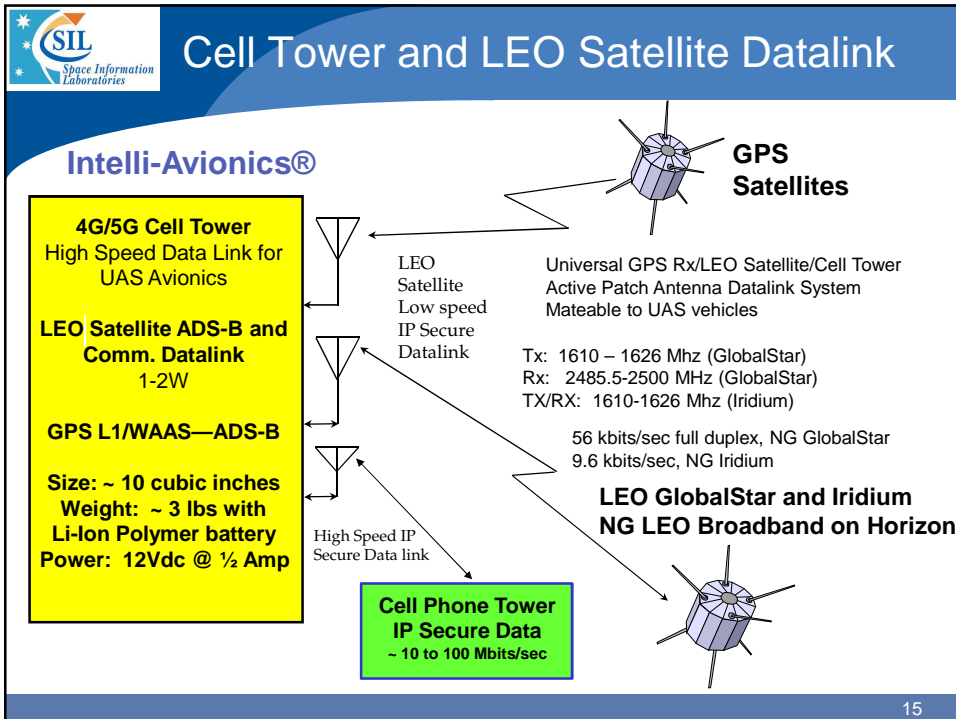 SIL
Space Information
Laboratories
Cell Tower and LEO Satellite Datalink
Intelli-Avionics®
4G/5G Cell Tower
High Speed Data Link for
UAS Avionics
LEO Satellite ADS-B and
Comm. Datalink
1-2W
GPS L1/WAAS—ADS-B
Size: ~ 10 cubic inches
Weight: ~ 3 lbs with
Li-Ion Polymer battery
Power: 12Vdc @ ½ Amp
LEO
Satellite
Low speed
IP Secure
Datalink
High Speed IP
Secure Data link
Cell Phone Tower
IP Secure Data
~ 10 to 100 Mbits/sec
GPS
Satellites
Universal GPS Rx/LEO Satellite/Cell Tower
Active Patch Antenna Datalink System
Mateable to UAS vehicles
Tx: 1610 – 1626 Mhz (GlobalStar)
Rx: 2485.5-2500 MHz (GlobalStar)
TX/RX: 1610-1626 Mhz (Iridium)
56 kbits/sec full duplex, NG GlobalStar
9.6 kbits/sec, NG Iridium
LEO GlobalStar and Iridium
NG LEO Broadband on Horizon
15